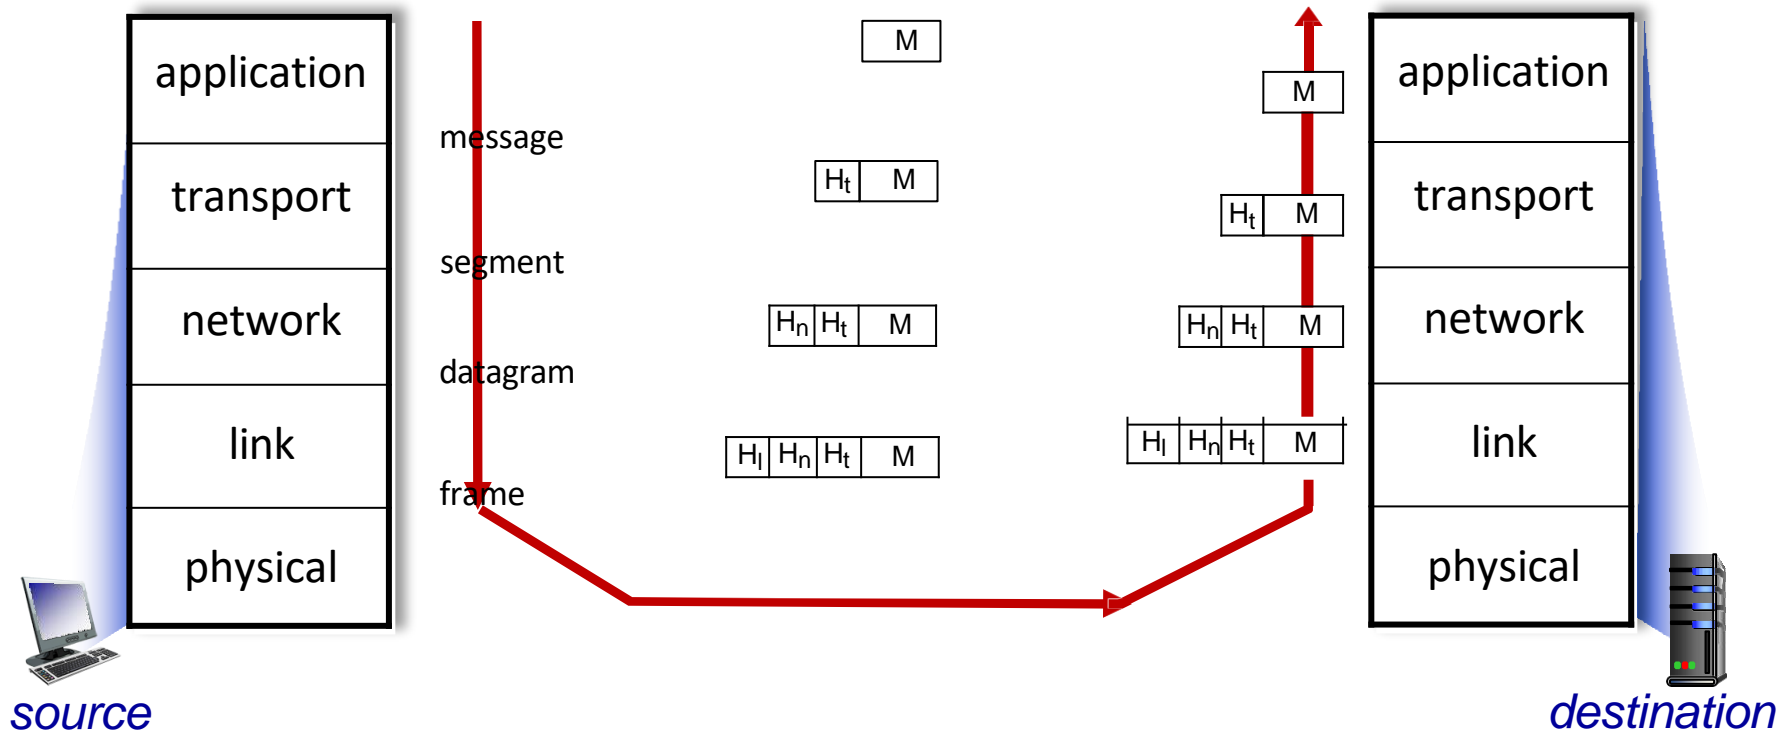 application
transport
network
link
physical
source
message
segment
datagram
frame
M
Ht M
Hn Ht M
Hl Hn Ht M
M
Ht M
Hn Ht M
Hl Hn Ht M
application
transport
network
link
physical
destination